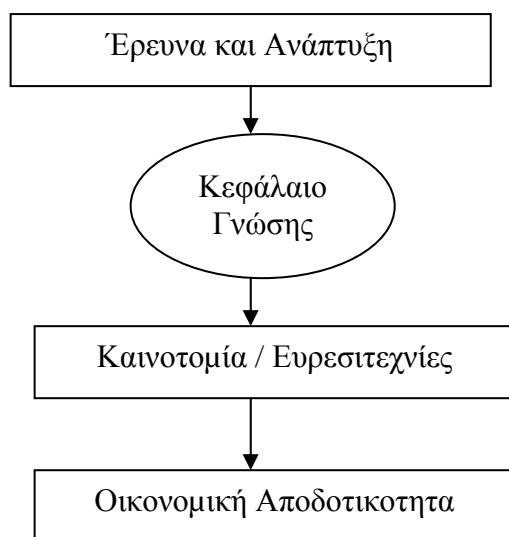 Έρευνα και Ανάπτυξη
Κεφάλαιο
Γνώσης
Καινοτομία / Ευρεσιτεχνίες
Οικονομική Αποδοτικοτητα